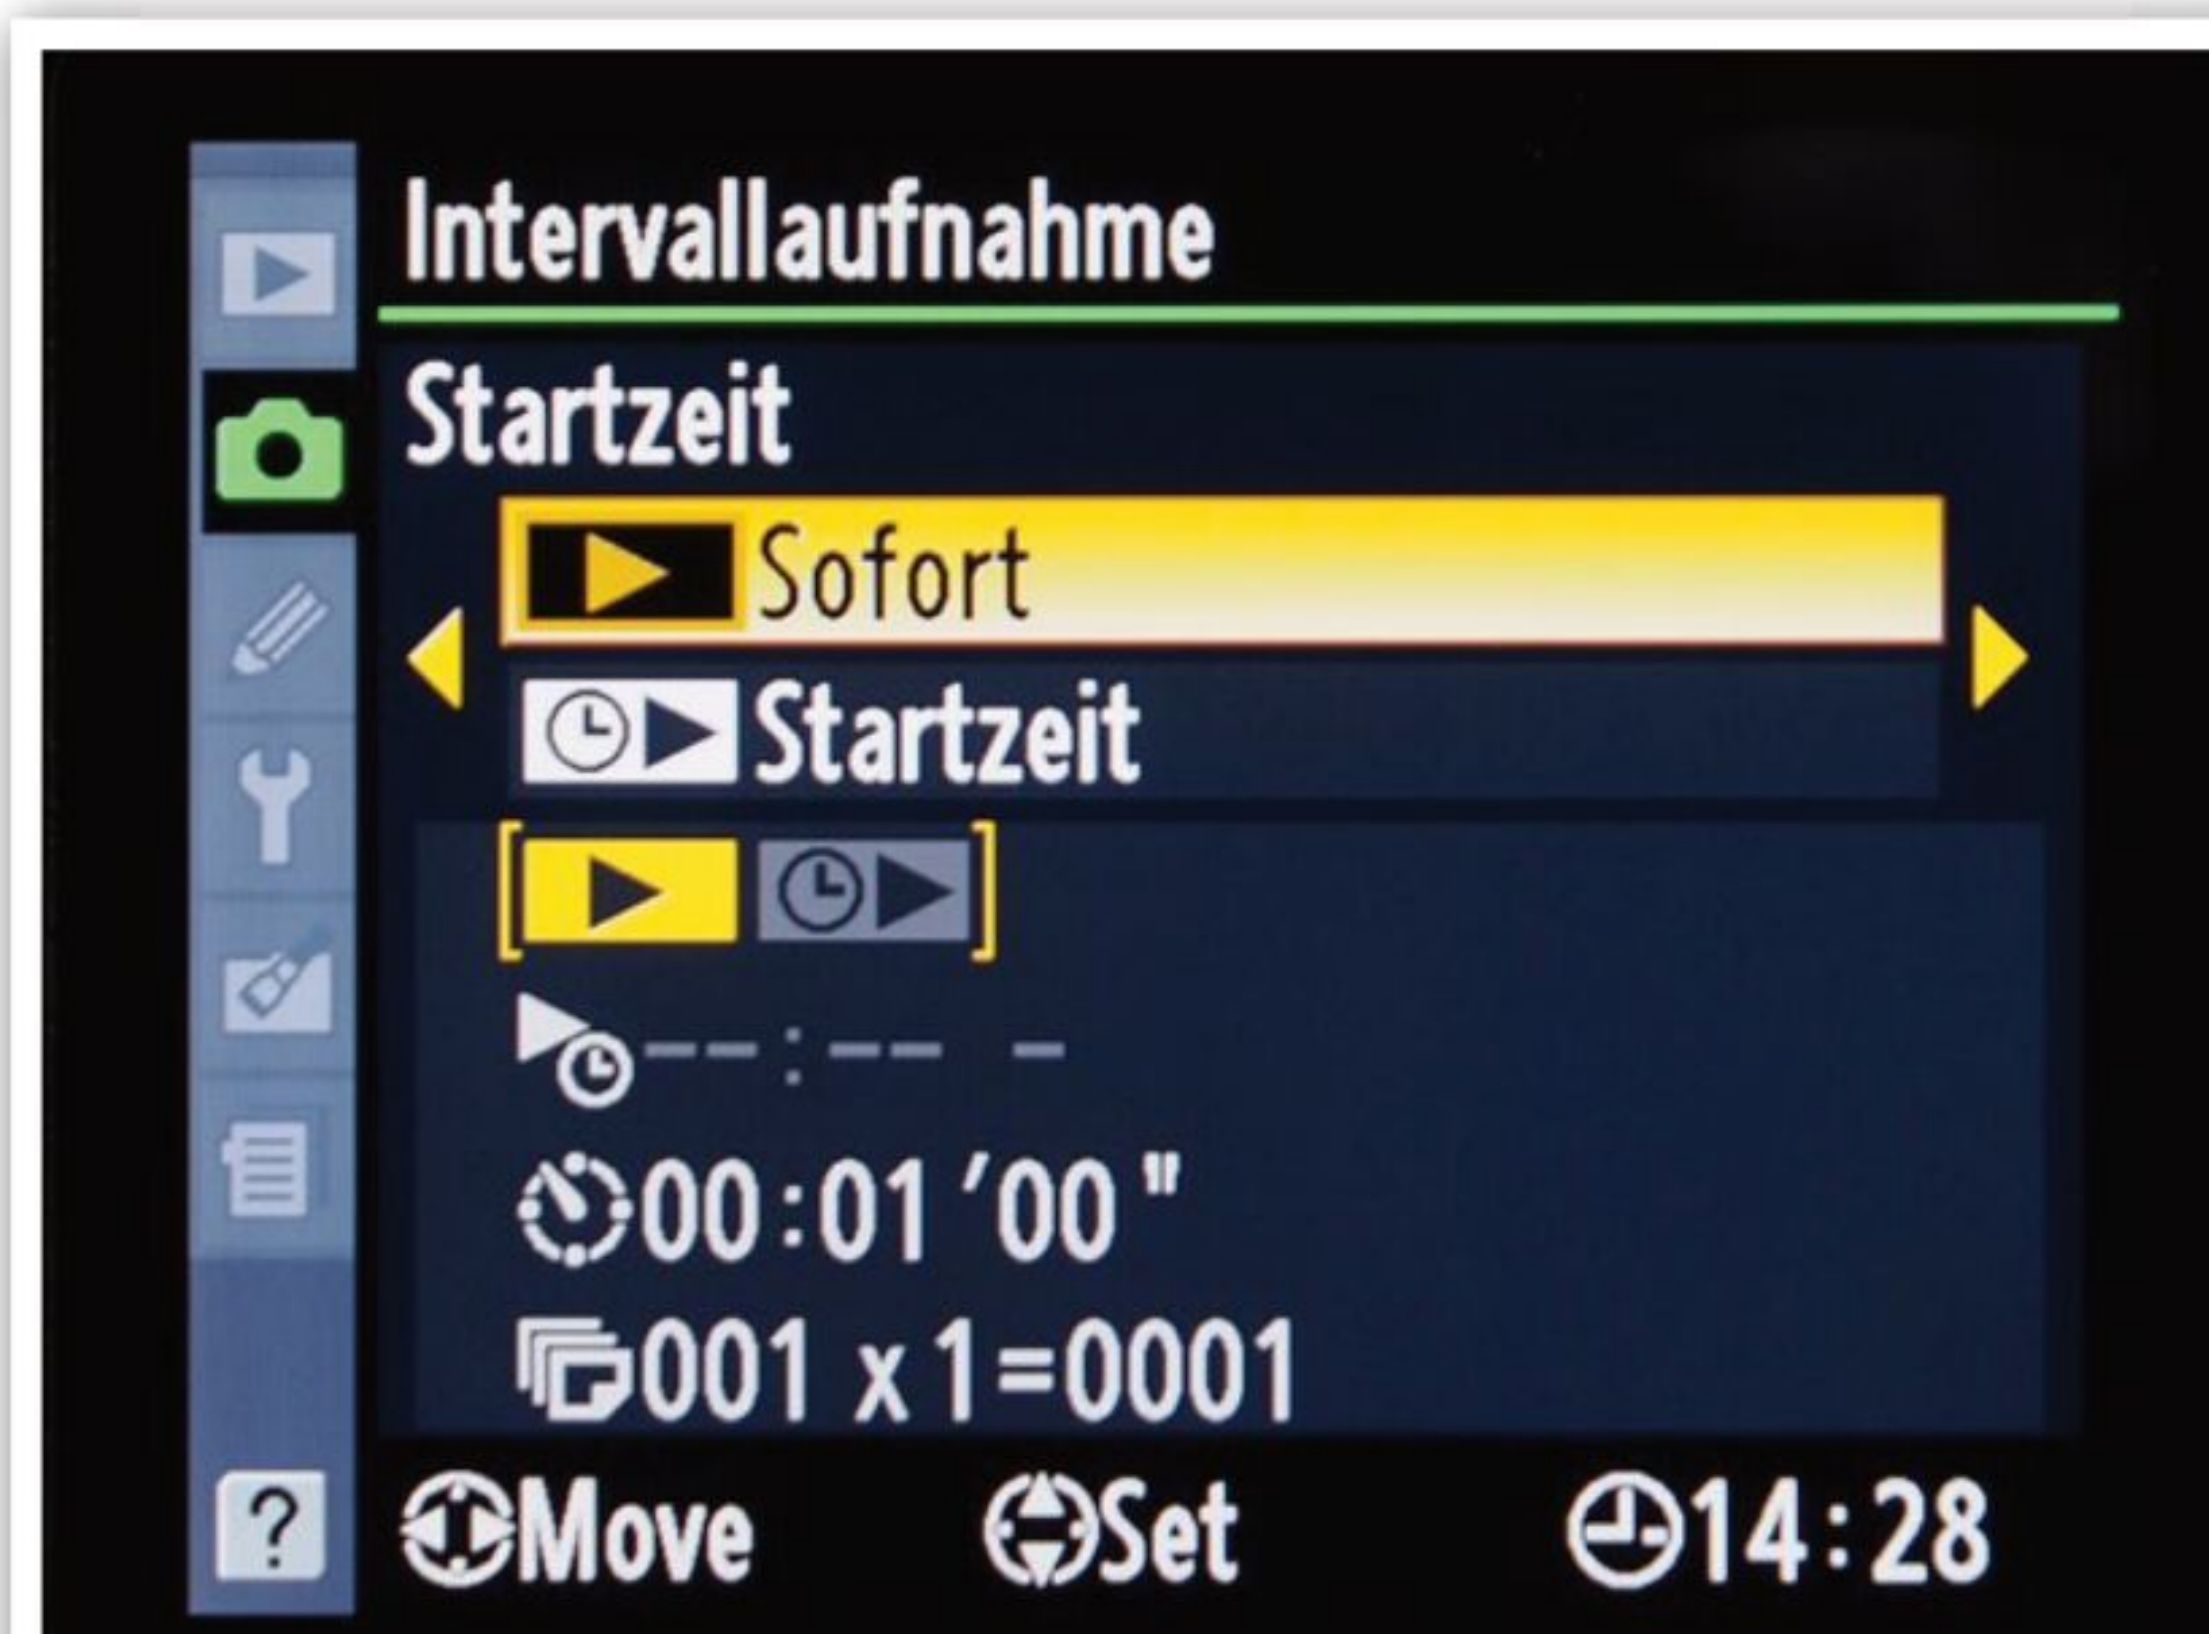 Intervallaufnahme
Startzeit
Sofort
Startzeit
--:-- -
00:01'00"
001 x 1=0001
? Move Set 14:28